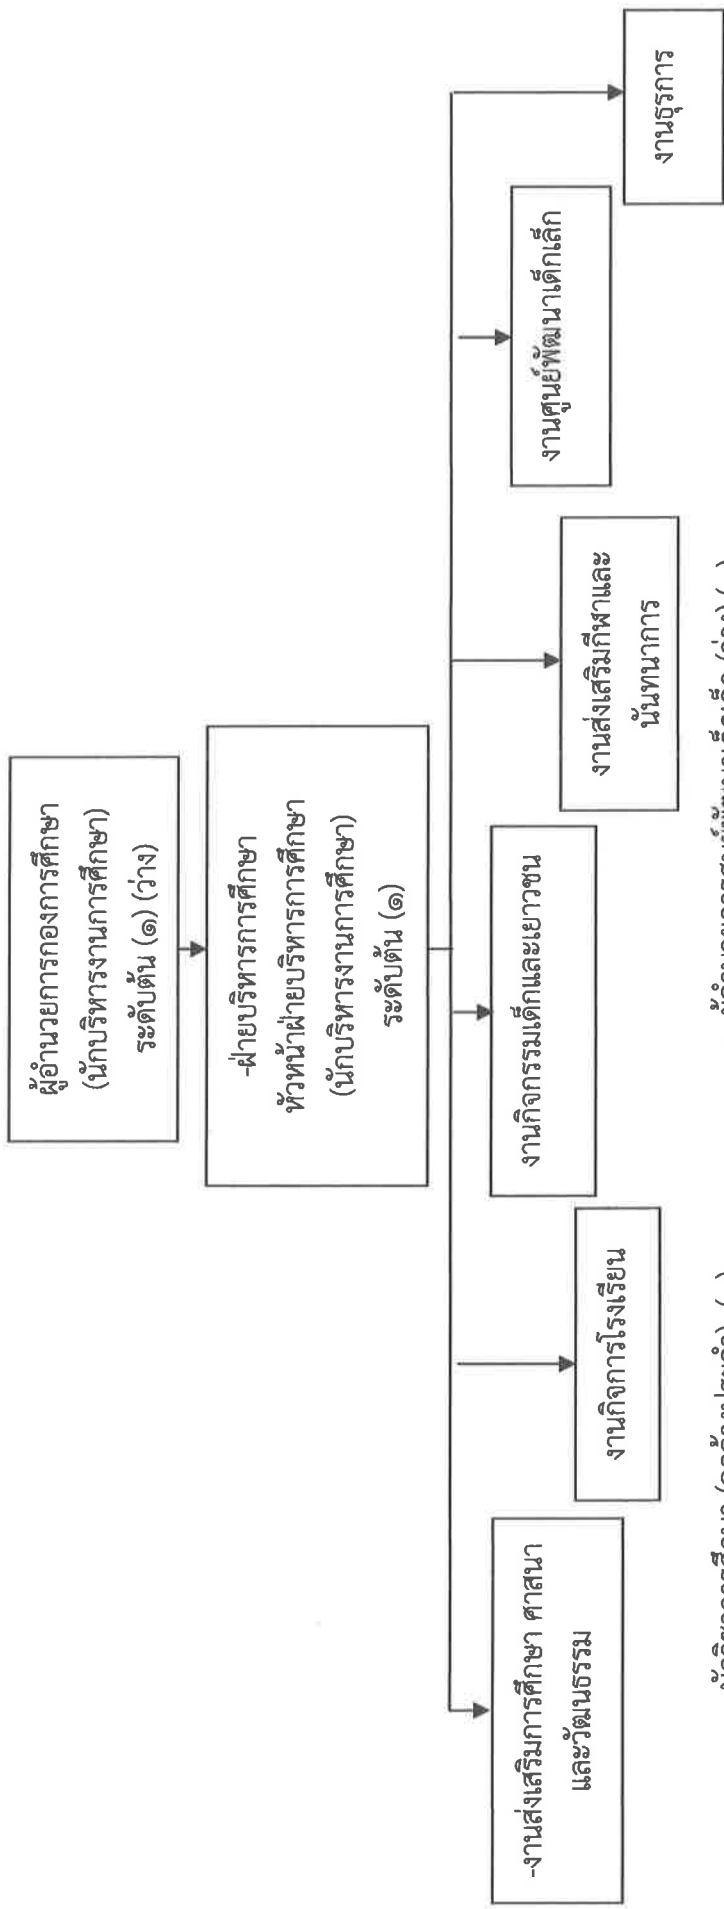 ผู้อำนวยการกองการศึกษา
(นักบริหารงานการศึกษา)
ระดับต้น (๑) (ว่าง)
-ฝ่ายบริหารการศึกษา
หัวหน้าฝ่ายบริหารการศึกษา
(นักบริหารงานการศึกษา)
ระดับต้น (๑)
-งานส่งเสริมการศึกษา ศาสนา
และวัฒนธรรม
งานกิจการโรงเรียน
งานกิจกรรมเด็กและเยาวชน
งานส่งเสริมกีฬาและ
นันทนาการ
งานศูนย์พัฒนาเด็กเล็ก
งานธุรการ